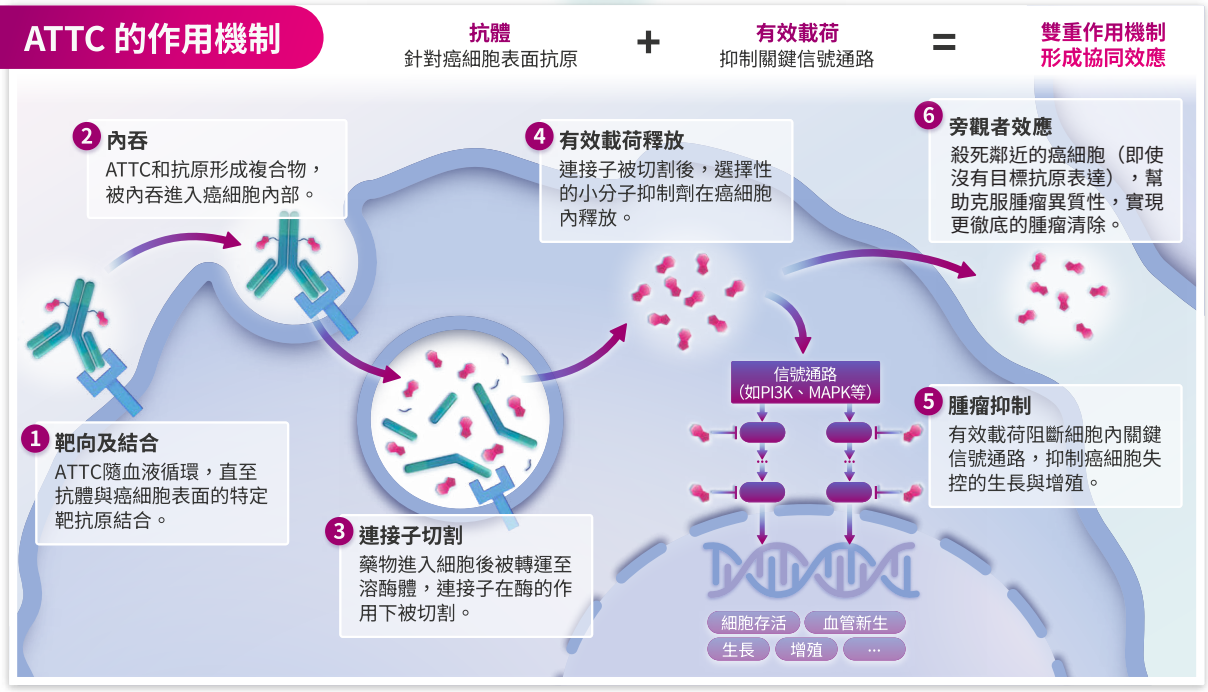 ATTC 的作用機制
抗體
針對癌細胞表面抗原
+
有效載荷
抑制關鍵信號通路
=
雙重作用機制
形成協同效應
1 靶向及結合
ATTC隨血液循環，直至
抗體與癌細胞表面的特定
靶抗原結合。
2 內吞
ATTC和抗原形成複合物，
被內吞進入癌細胞內部。
3 連接子切割
藥物進入細胞後被轉運至
溶酶體，連接子在酶的作
用下被切割。
4 有效載荷釋放
連接子被切割後，選擇性
的小分子抑制劑在癌細胞
內釋放。
信號通路
（如PI3K、MAPK等）
...
...
細胞存活
血管新生
生長
增殖
...
5 腫瘤抑制
有效載荷阻斷細胞內關鍵
信號通路，抑制癌細胞失
控的生長與增殖。
6 旁觀者效應
殺死鄰近的癌細胞（即使
沒有目標抗原表達），幫
助克服腫瘤異質性，實現
更徹底的腫瘤清除。